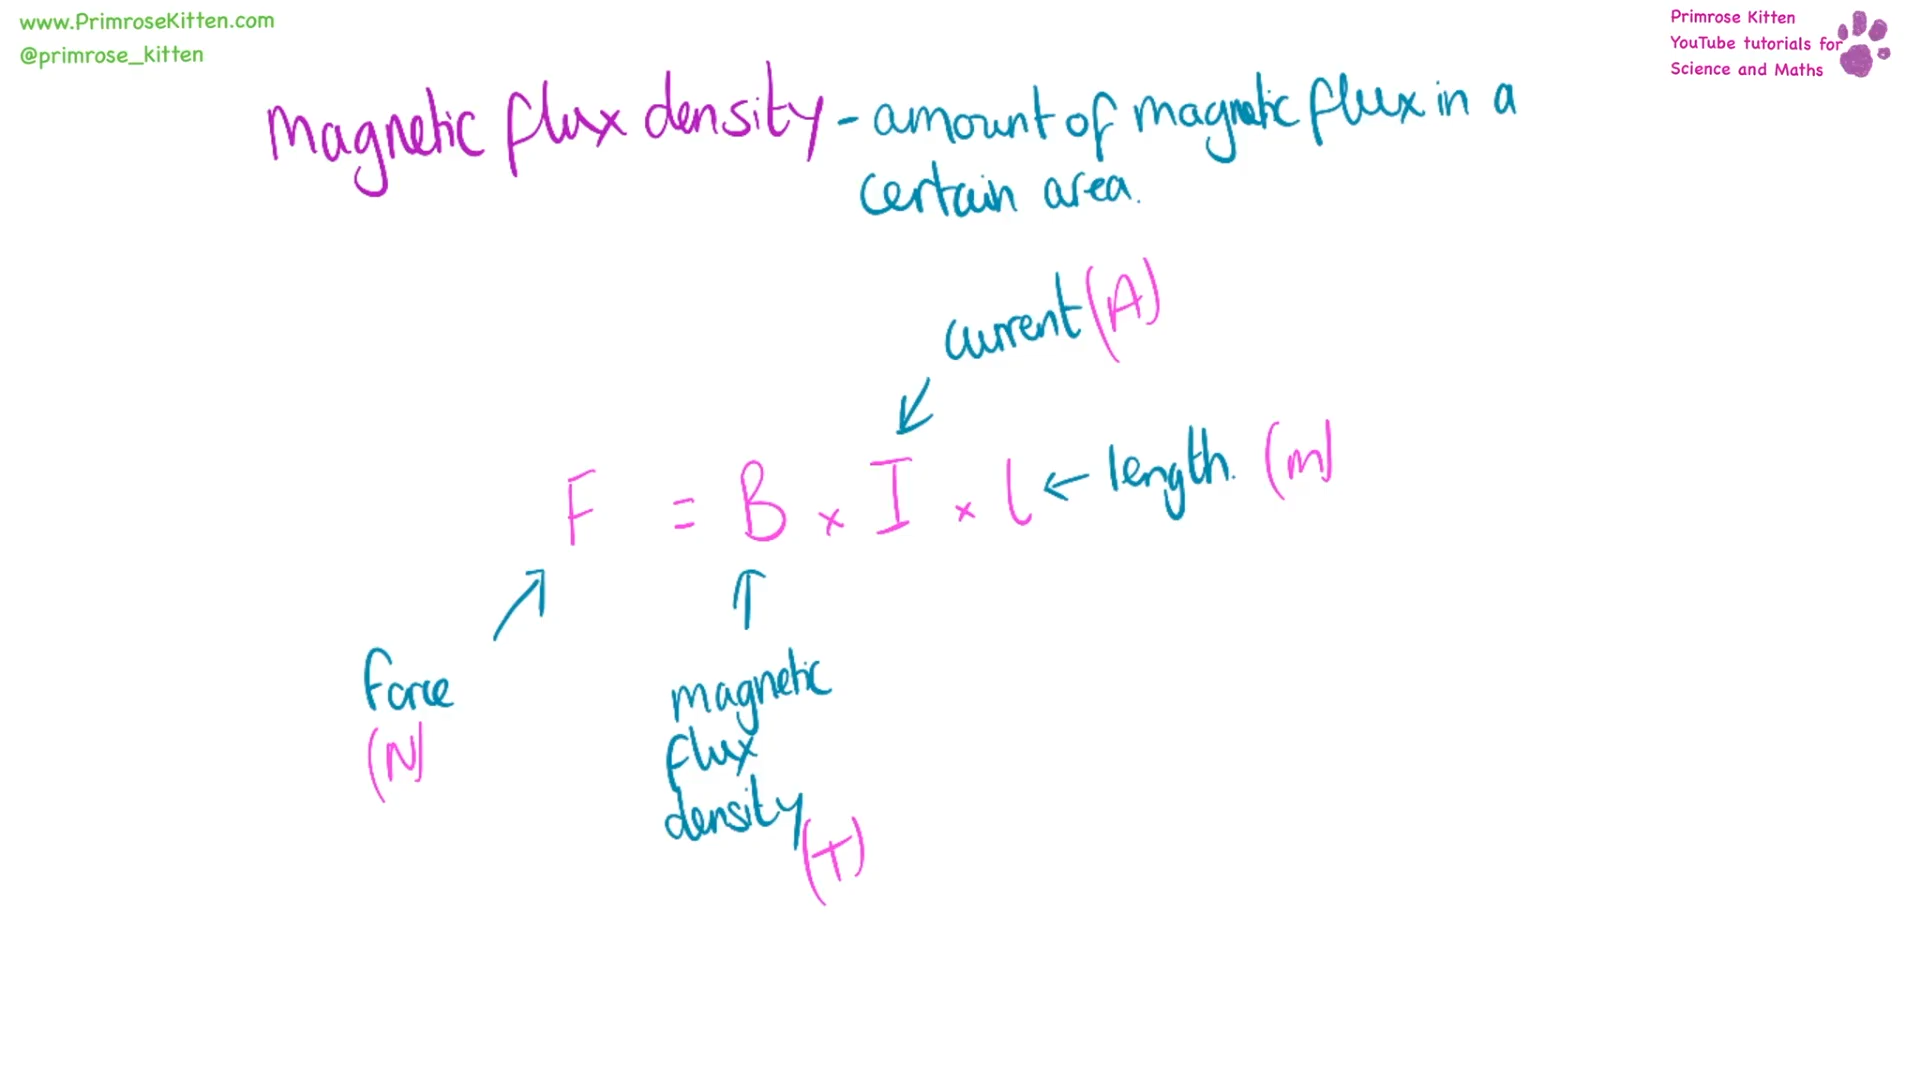 www.PrimroseKitten.com
@primrose_kitten
Primrose Kitten
YouTube tutorials for
Science and Maths
Magnetic flux density - amount of magnetic flux in a
certain area.
current (A)
F = B × I × l ← length. (m)
force
(N)
magnetic
flux
density
(T)